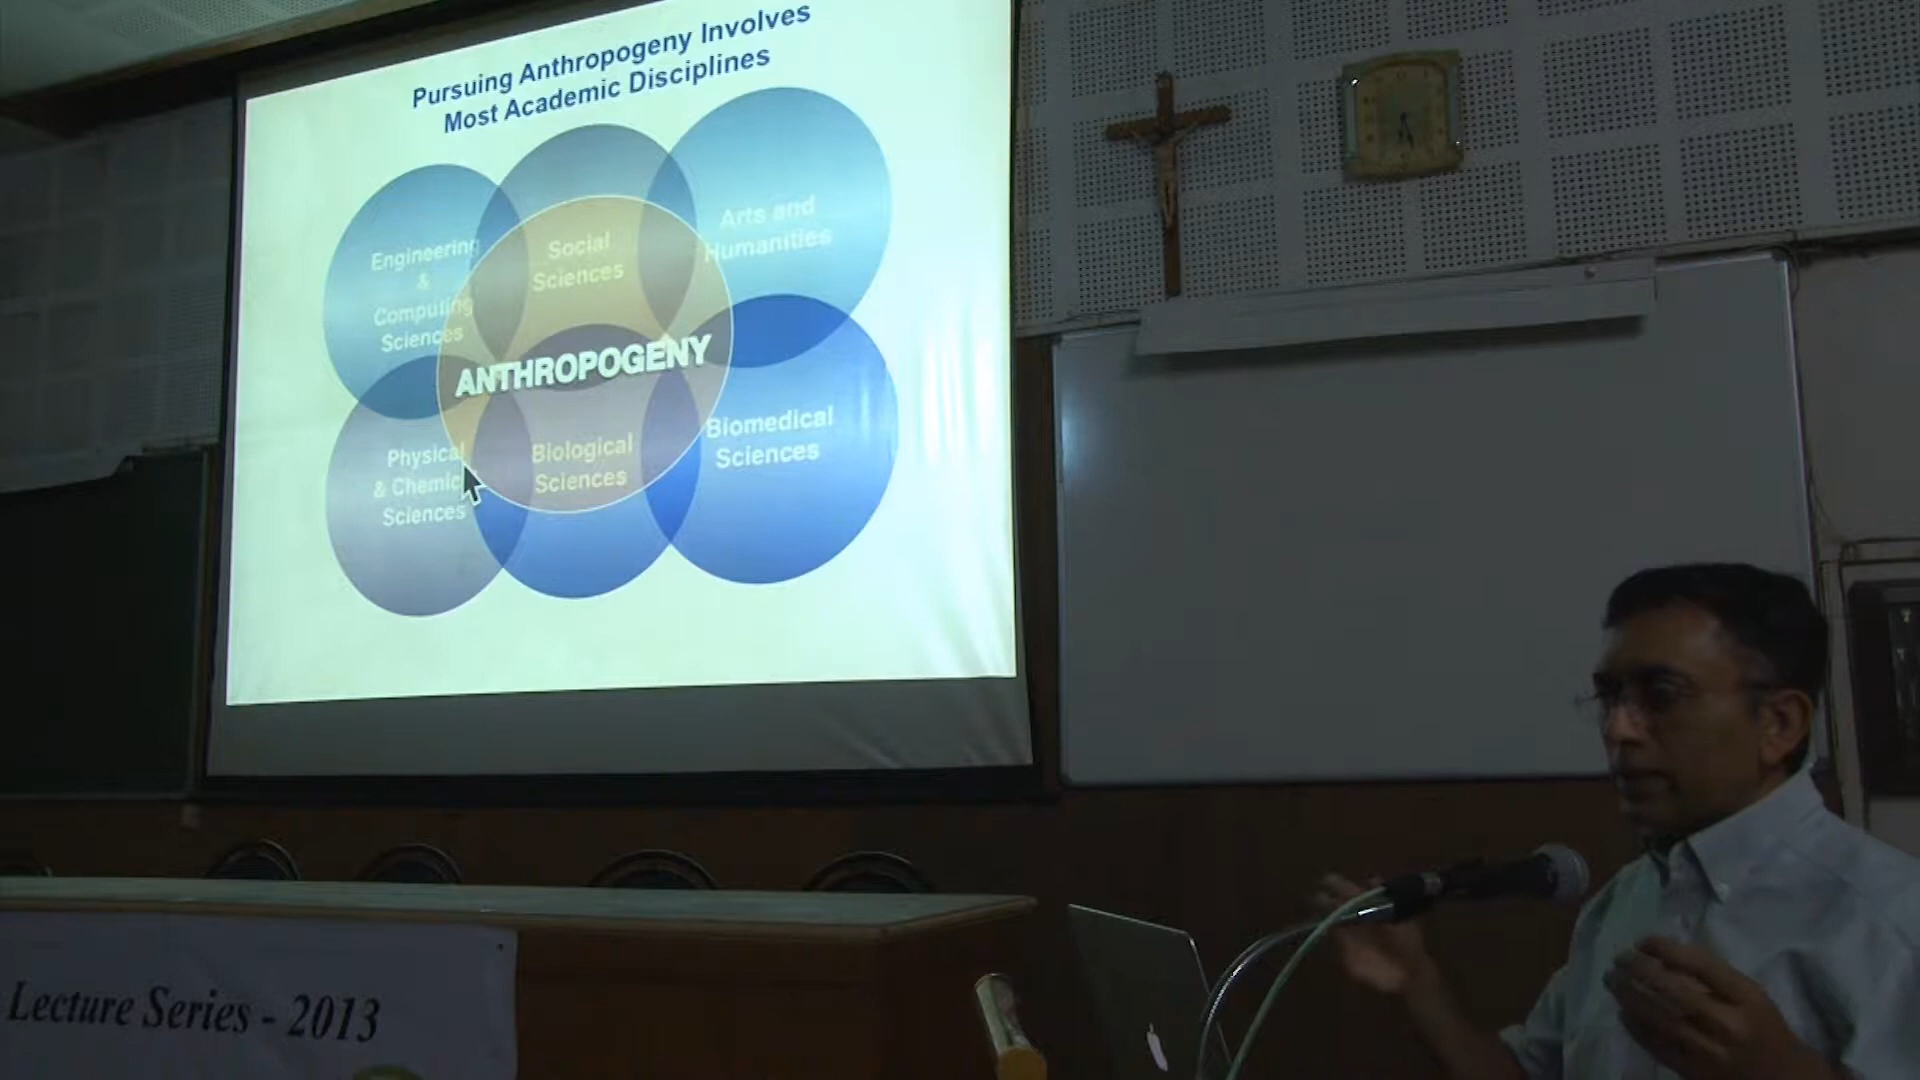 Pursuing Anthropogeny Involves
Most Academic Disciplines
Engineering
&
Computing
Sciences
Social
Sciences
Arts and
Humanities
ANTHROPOGENY
Physical
& Chemic
Sciences
Biological
Sciences
Biomedical
Sciences
Lecture Series - 2013